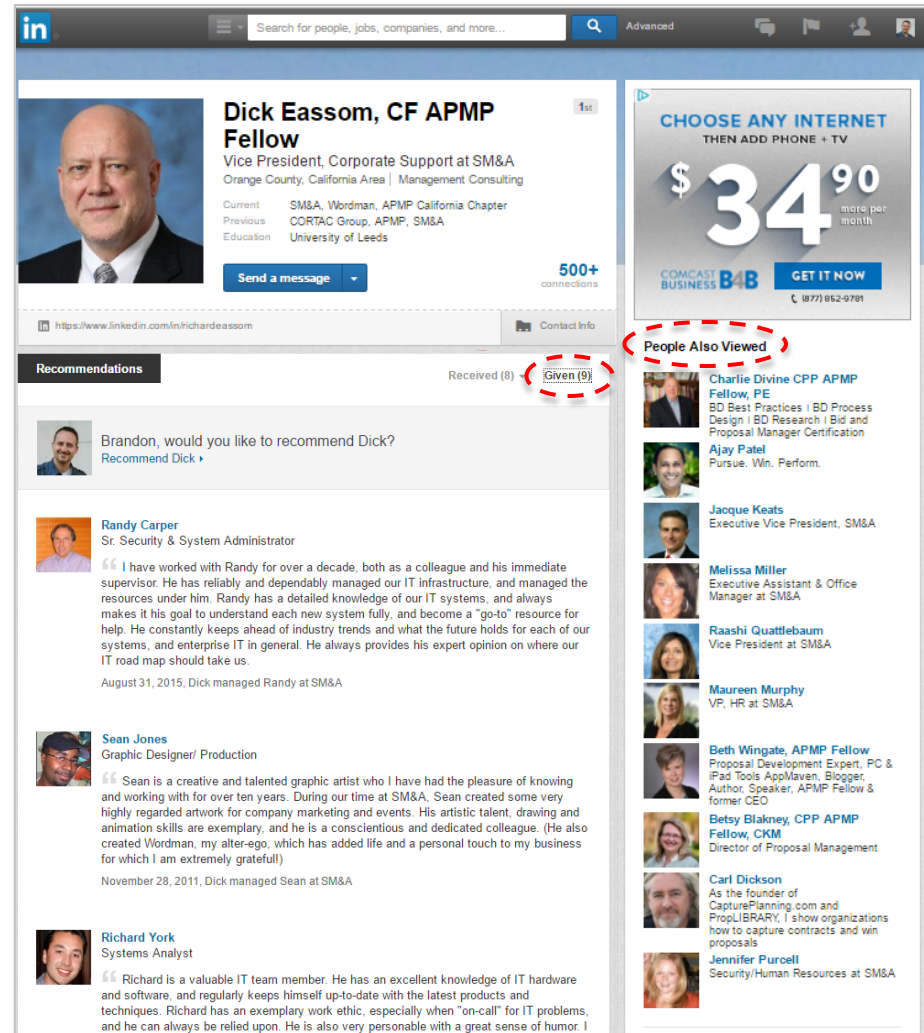 in
Search for people, jobs, companies, and more...
Advanced
Dick Eassom, CF APMP
Fellow
1st
Vice President, Corporate Support at SM&A
Orange County, California Area | Management Consulting
Current SM&A, Wordman, APMP California Chapter
Previous CORTAC Group, APMP, SM&A
Education University of Leeds
Send a message
500+
connections
in https://www.linkedin.com/in/richardeassom
Contact Info
Recommendations
Received (8)
Given (9)
Brandon, would you like to recommend Dick?
Recommend Dick
Randy Carper
Sr. Security & System Administrator
“ I have worked with Randy for over a decade, both as a colleague and his immediate
supervisor. He has reliably and dependably managed our IT infrastructure, and managed the
resources under him. Randy has a detailed knowledge of our IT systems, and always
makes it his goal to understand each new system fully, and become a "go-to" resource for
help. He constantly keeps ahead of industry trends and what the future holds for each of our
systems, and enterprise IT in general. He always provides his expert opinion on where our
IT road map should take us.
August 31, 2015, Dick managed Randy at SM&A
Sean Jones
Graphic Designer/ Production
“ Sean is a creative and talented graphic artist who I have had the pleasure of knowing
and working with for over ten years. During our time at SM&A, Sean created some very
highly regarded artwork for company marketing and events. His artistic talent, drawing and
animation skills are exemplary, and he is a conscientious and dedicated colleague. (He also
created Wordman, my alter-ego, which has added life and a personal touch to my business
for which I am extremely grateful!)
November 28, 2011, Dick managed Sean at SM&A
Richard York
Systems Analyst
“ Richard is a valuable IT team member. He has an excellent knowledge of IT hardware
and software, and regularly keeps himself up-to-date with the latest products and
techniques. Richard has an exemplary work ethic, especially when "on-call" for IT problems,
and he can always be relied upon. He is also very personable with a great sense of humor. I
CHOOSE ANY INTERNET
THEN ADD PHONE + TV
$34 90
more per
month
COMCAST
BUSINESS B4B
GET IT NOW
(877) 852-9781
People Also Viewed
Charlie Divine CPP APMP
Fellow, PE
BD Best Practices | BD Process
Design | BD Research | Bid and
Proposal Manager Certification
Ajay Patel
Pursue. Win. Perform.
Jacque Keats
Executive Vice President, SM&A
Melissa Miller
Executive Assistant & Office
Manager at SM&A
Raashi Quattlebaum
Vice President at SM&A
Maureen Murphy
VP, HR at SM&A
Beth Wingate, APMP Fellow
Proposal Development Expert, PC &
iPad Tools AppMaven, Blogger,
Author, Speaker, APMP Fellow &
former CEO
Betsy Blakney, CPP APMP
Fellow, CKM
Director of Proposal Management
Carl Dickson
As the founder of
CapturePlanning.com and
PropLIBRARY, I show organizations
how to capture contracts and win
proposals
Jennifer Purcell
Security/Human Resources at SM&A